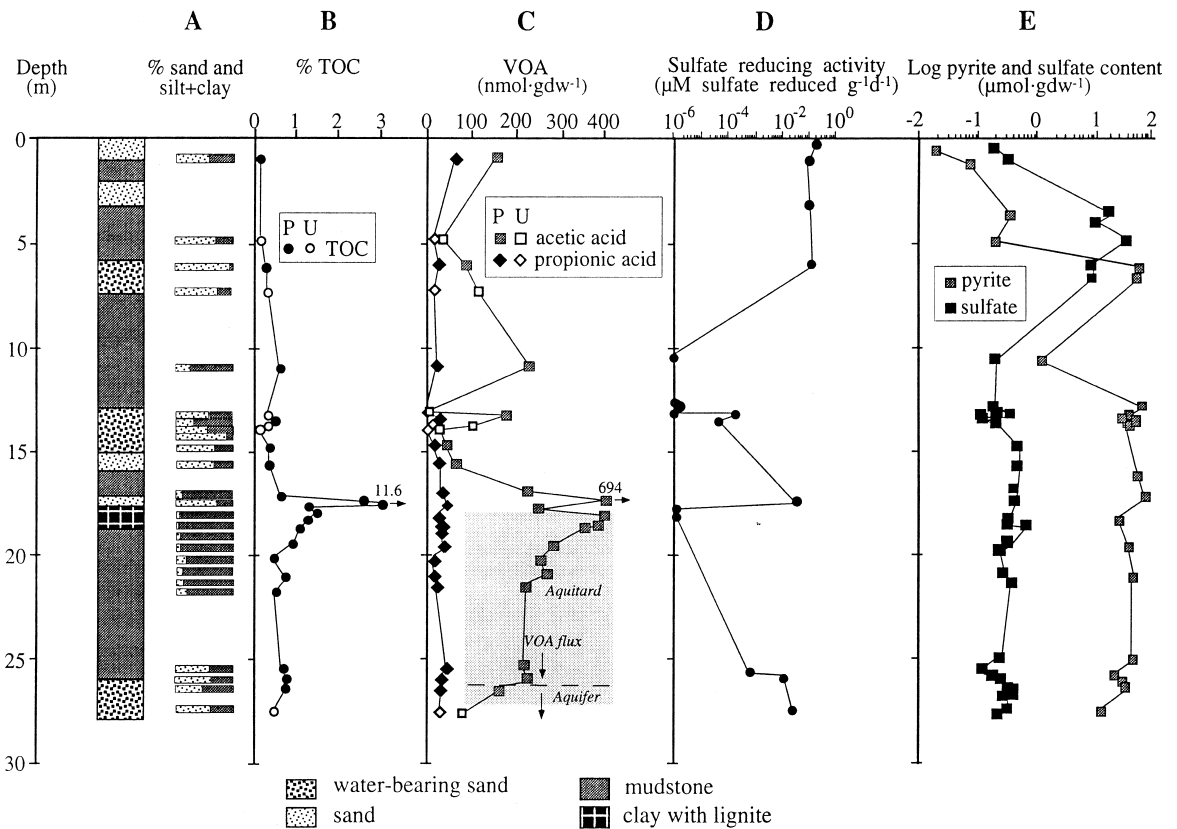 A B C D E
Depth
(m)
% sand and
silt+clay
% TOC
VOA
(nmol·gdw-1)
Sulfate reducing activity
(µM sulfate reduced g-1d-1)
Log pyrite and sulfate content
(µmol·gdw-1)
0 1 2 3
0 100 200 300 400
10-6 10-4 10-2 100
-2 -1 0 1 2
0
5
10
15
20
25
30
P U
TOC
P U
acetic acid
propionic acid
pyrite
sulfate
11.6
694
Aquitard
VOA flux
Aquifer
water-bearing sand
sand
mudstone
clay with lignite